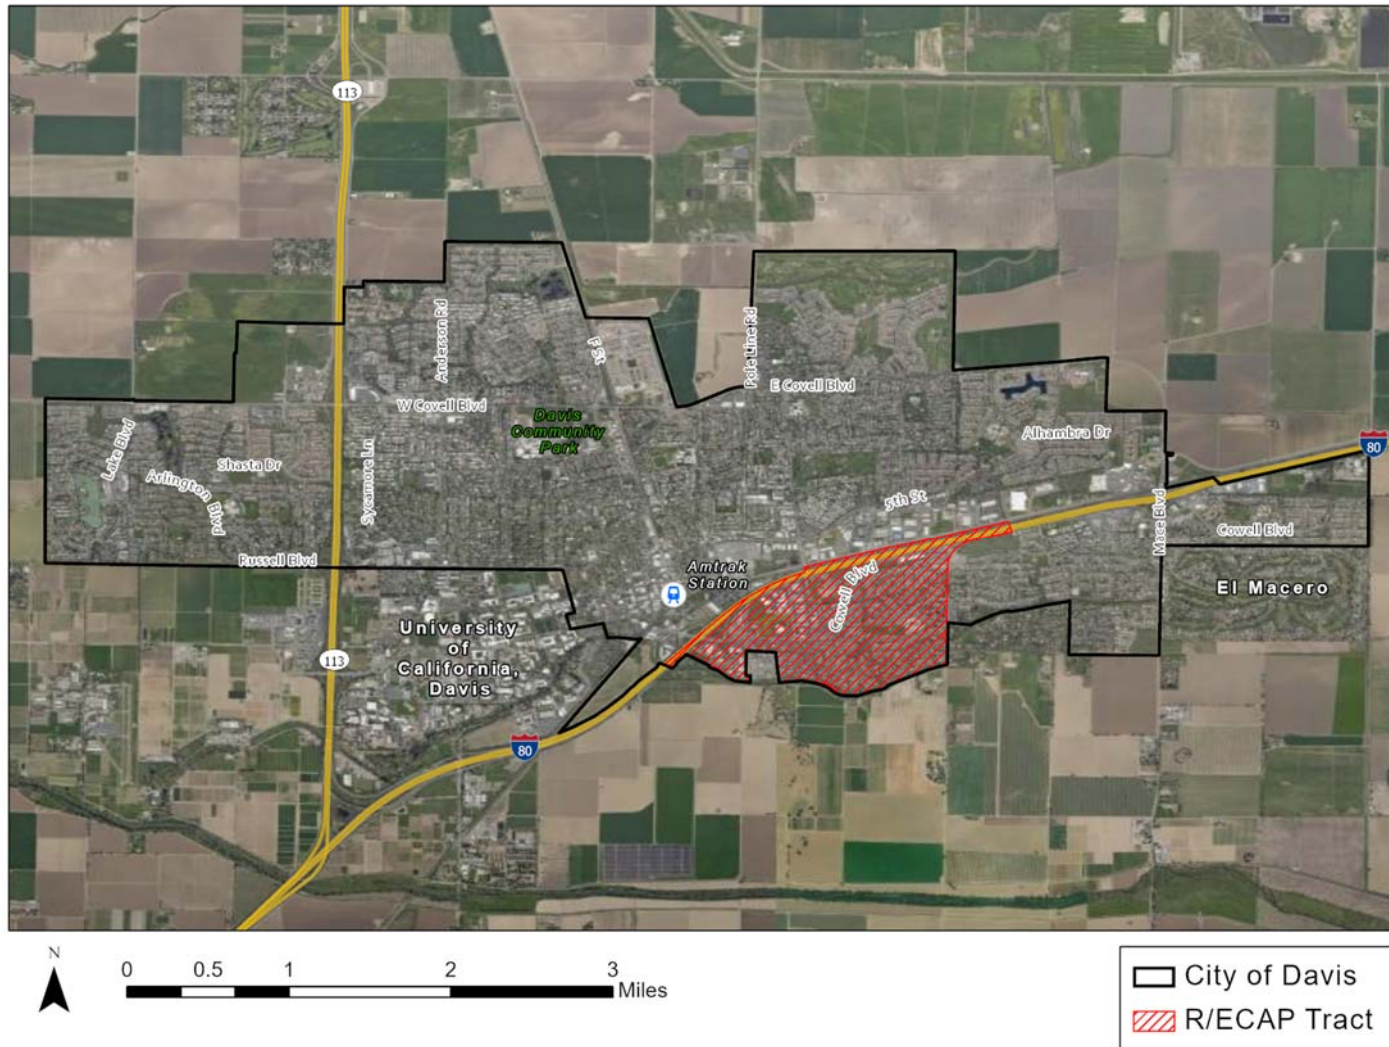 113
Anderson Rd
F St
Pole Line Rd
E Covell Blvd
W Covell Blvd
Davis
Community
Park
Lake Blvd
Shasta Dr
Arlington Blvd
Sycamore Ln
Alhambra Dr
80
5th St
Mace Blvd
Cowell Blvd
Russell Blvd
Amtrak
Station
Cowell Blvd
El Macero
University
of
California,
Davis
113
80
N
0 0.5 1 2 3
Miles
City of Davis
R/ECAP Tract